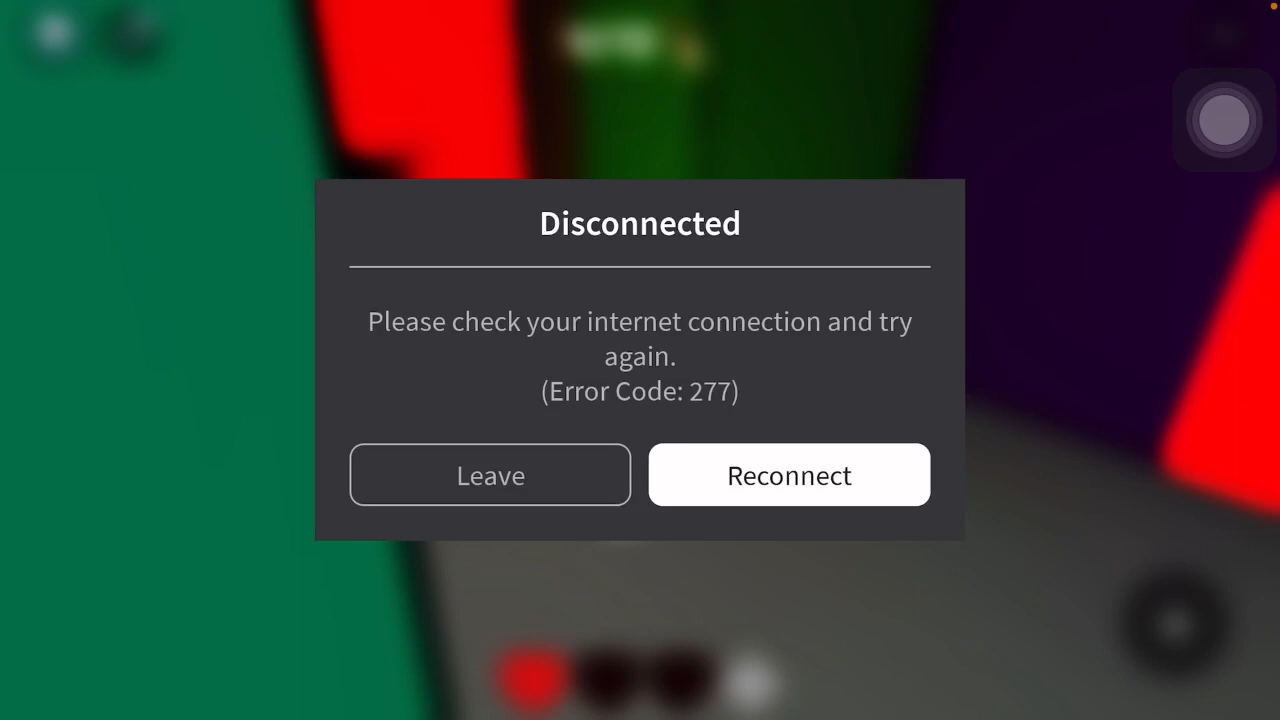 Disconnected
Please check your internet connection and try
again.
(Error Code: 277)
Leave
Reconnect